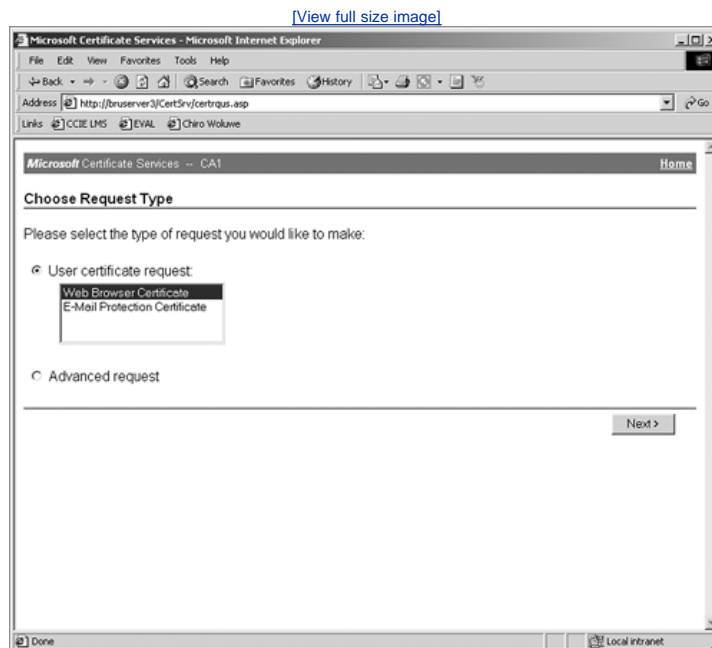 [View full size image]
Microsoft Certificate Services - Microsoft Internet Explorer
File Edit View Favorites Tools Help
Back Search Favorites History
Address http://bruserver3/CertSrv/certrqus.asp Go
Links CCIE LMS EVAL Chiro Woluwe
Microsoft Certificate Services -- CA1 Home
Choose Request Type
Please select the type of request you would like to make:
User certificate request:
Web Browser Certificate
E-Mail Protection Certificate
Advanced request
Next >
Done Local intranet